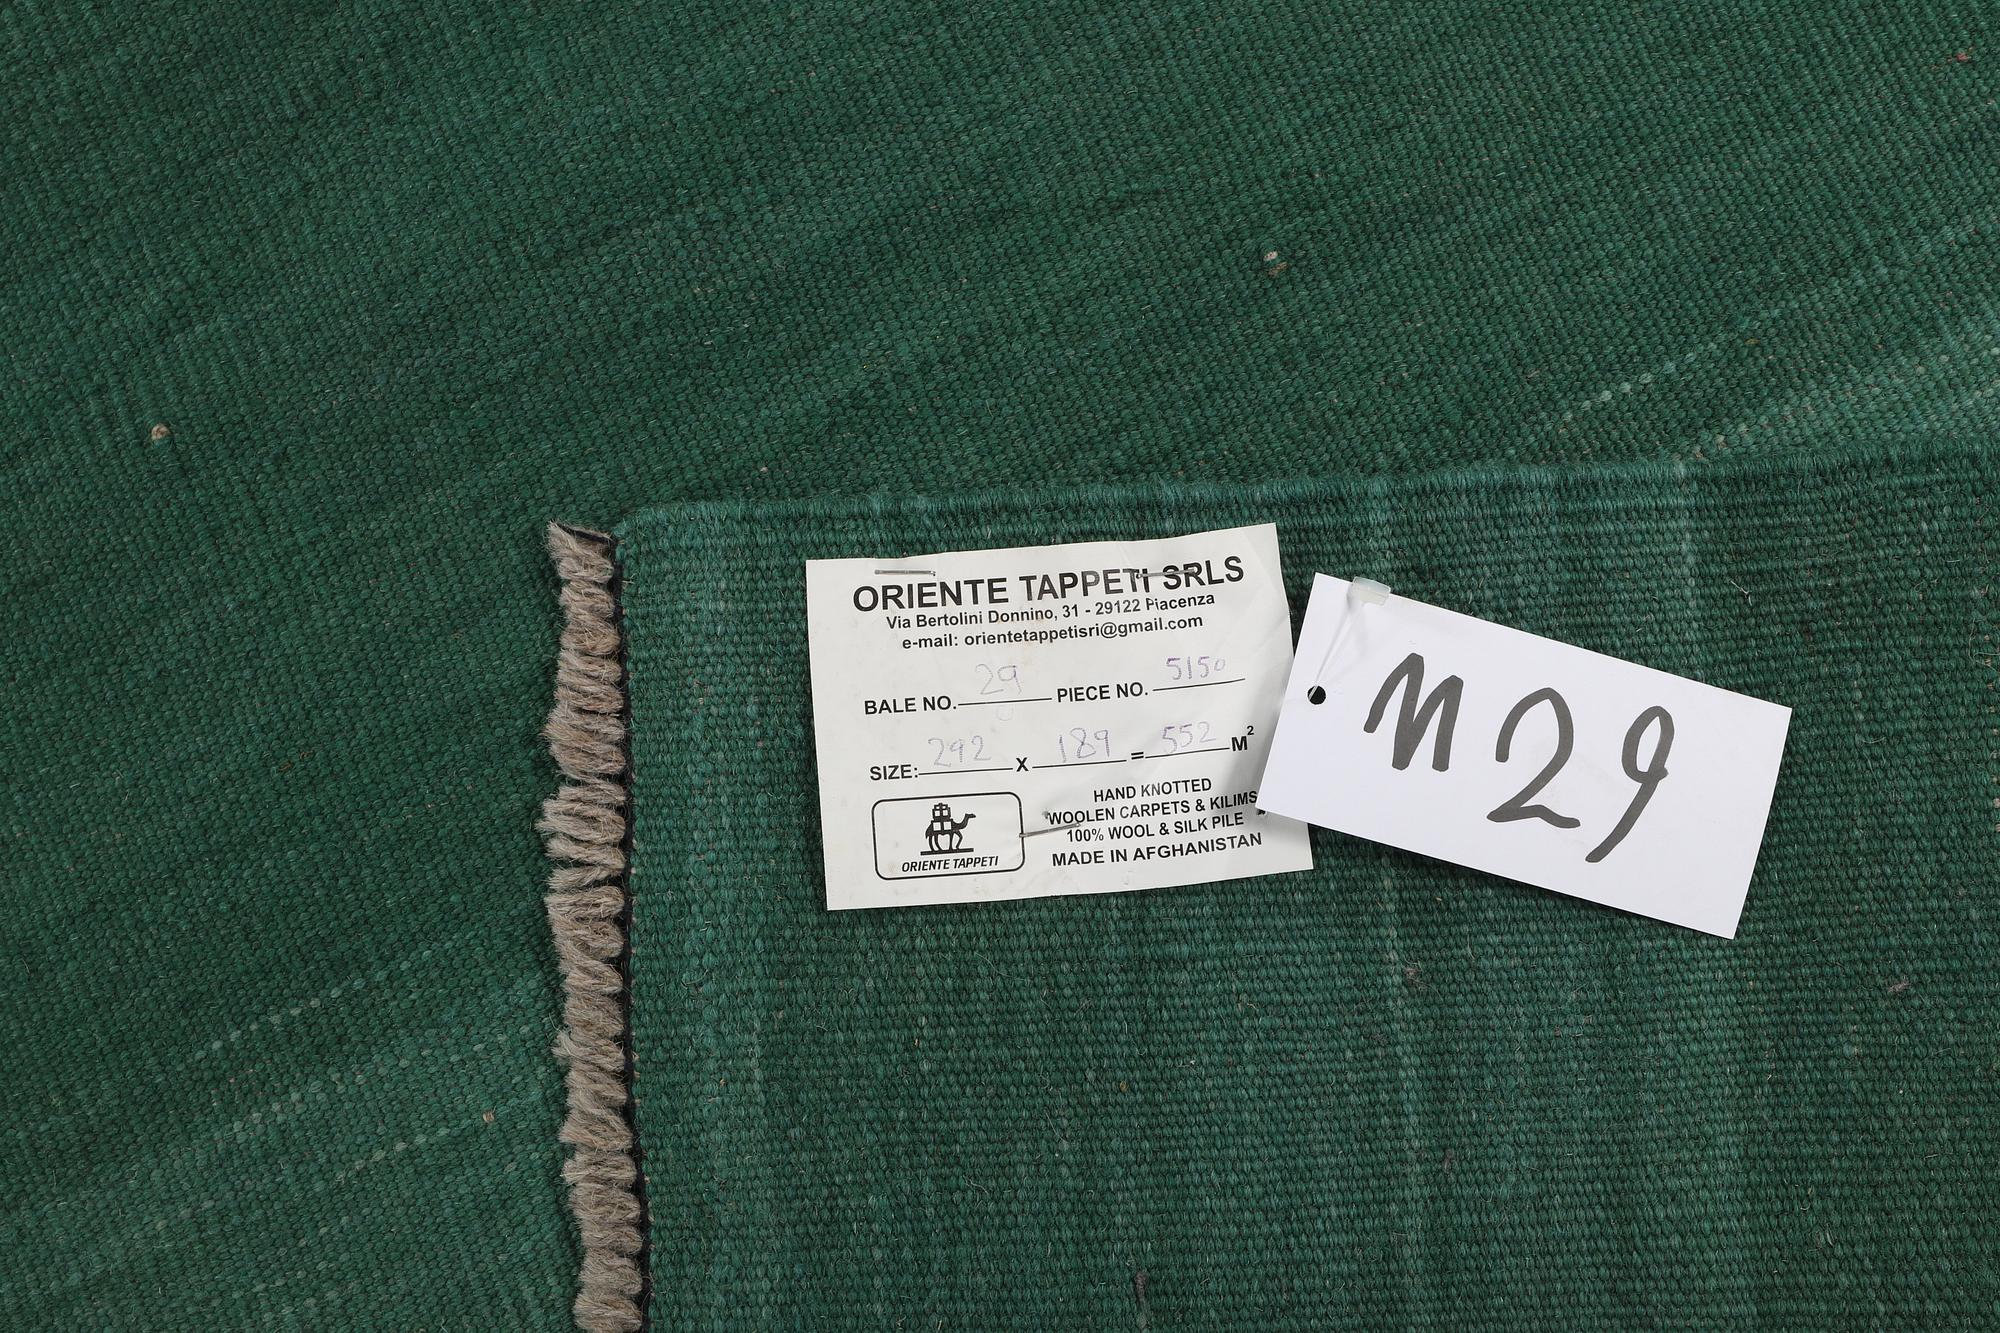 ORIENTE TAPPETI SRLS
Via Bertolini Donnino, 31 - 29122 Piacenza
e-mail: orientetappetisri@gmail.com
BALE NO. 29 PIECE NO. 5150
SIZE: 292 X 189 = 552 M²
HAND KNOTTED
WOOLEN CARPETS & KILIMS
100% WOOL & SILK PILE
MADE IN AFGHANISTAN
ORIENTE TAPPETI
M29